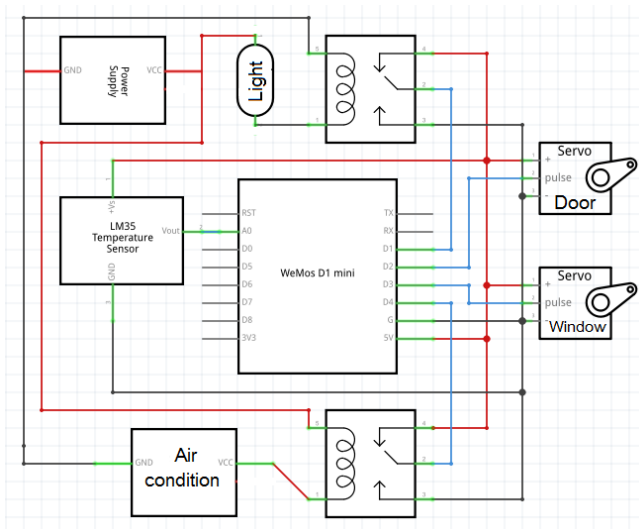 GND
Power
Supply
VCC
Light
5
1
4
2
3
1
+Vs
LM35
Temperature
Sensor
Vout
2
GND
3
RST
A0
D0
D5
D6
D7
D8
3V3
WeMos D1 mini
TX
RX
D1
D2
D3
D4
G
5V
Servo
+
pulse
-
Door
Servo
+
pulse
Window
GND
Air
condition
VCC
5
1
4
2
3